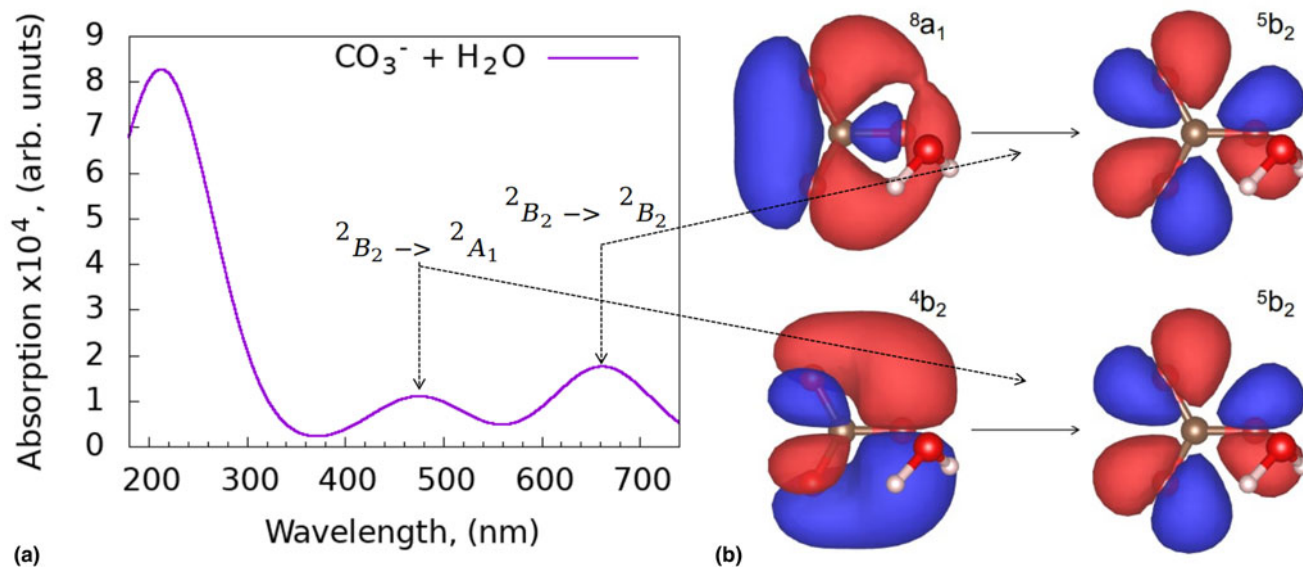 9
8
7
6
5
4
3
2
1
0
Absorption x10⁴, (arb. unuts)
CO₃⁻ + H₂O
²B₂ -> ²A₁
²B₂ -> ²B₂
200 300 400 500 600 700
Wavelength, (nm)
(a)
⁸a₁
⁵b₂
⁴b₂
⁵b₂
(b)